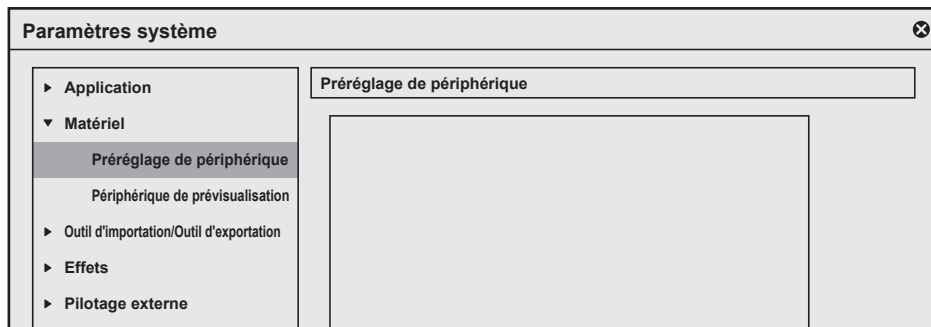 Paramètres système
Application
Matériel
Préréglage de périphérique
Périphérique de prévisualisation
Outil d'importation/Outil d'exportation
Effets
Pilotage externe
Préréglage de périphérique